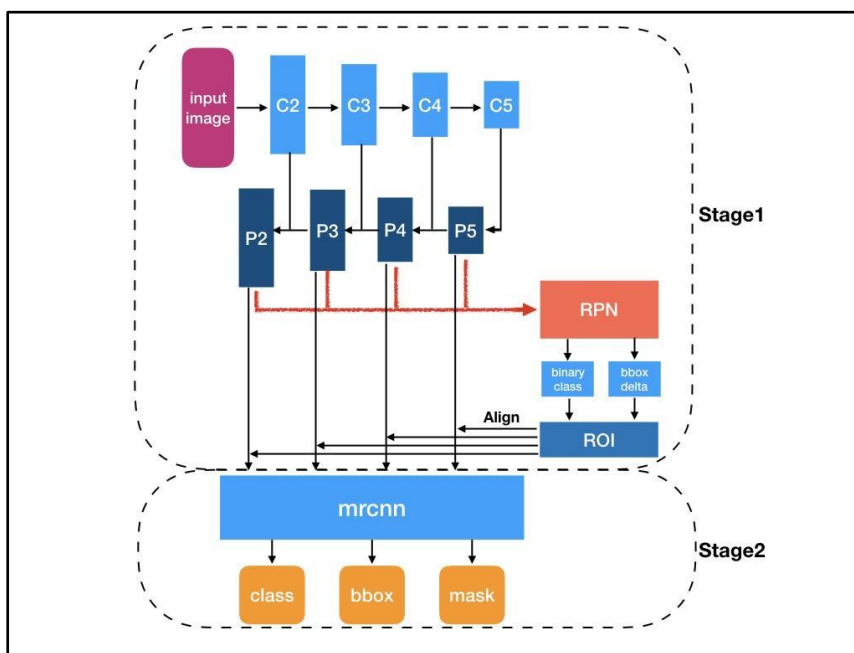 input
image
C2
C3
C4
C5
P2
P3
P4
P5
Stage1
RPN
binary
class
bbox
delta
Align
ROI
mrcnn
Stage2
class
bbox
mask